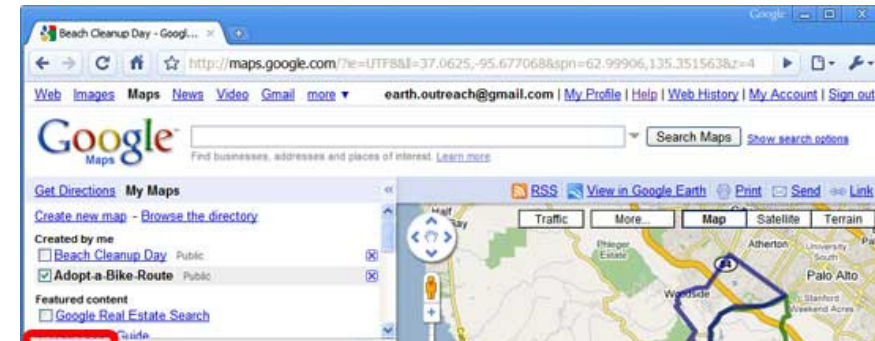 Google
Beach Cleanup Day - Googl...
http://maps.google.com/?ie=UTF8&ll=37.0625,-95.677068&spn=62.99906,135.351563&z=4
Web Images Maps News Video Gmail more ▼ earth.outreach@gmail.com | My Profile | Help | Web History | My Account | Sign out
Google Maps
Search Maps Show search options
Find businesses, addresses and places of interest. Learn more
Get Directions My Maps
RSS View in Google Earth Print Send Link
Create new map - Browse the directory
Traffic More... Map Satellite Terrain
Created by me
Beach Cleanup Day Public
Adopt-a-Bike-Route Public
Featured content
Google Real Estate Search
Guide
Half
Bay
Phleger
Estate
Atherton
University
South
Pa
84
Palo Alto
Woodside
Stanford
Weekend Acres